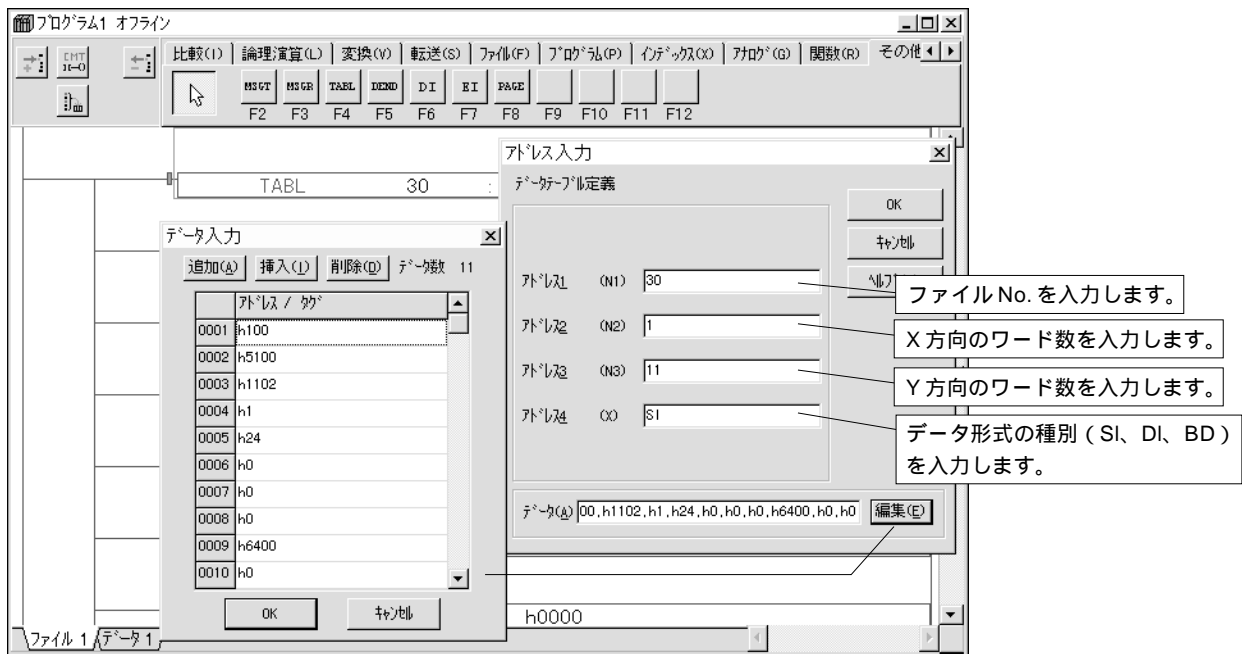 プログラム1 オフライン
比較(I) 論理演算(L) 変換(V) 転送(S) ファイル(F) プログラム(P) インデックス(X) アナログ(G) 関数(R) その他
CMT
MSGT MSGR TABL DEND DI EI PAGE
F2 F3 F4 F5 F6 F7 F8 F9 F10 F11 F12
TABL 30 :
アドレス入力
データテーブル定義
OK
キャンセル
アドレス1 (N1) 30
アドレス2 (N2) 1
アドレス3 (N3) 11
アドレス4 (X) SI
データ(A) 00,h1102,h1,h24,h0,h0,h0,h6400,h0,h0 編集(E)
ファイル No. を入力します。
X 方向のワード数を入力します。
Y 方向のワード数を入力します。
データ形式の種別(SI、DI、BD)
を入力します。
データ入力
追加(A) 挿入(I) 削除(D) データ数 11
アドレス / タグ
0001 h100
0002 h5100
0003 h1102
0004 h1
0005 h24
0006 h0
0007 h0
0008 h0
0009 h6400
0010 h0
OK キャンセル
h0000
ファイル 1 データ 1